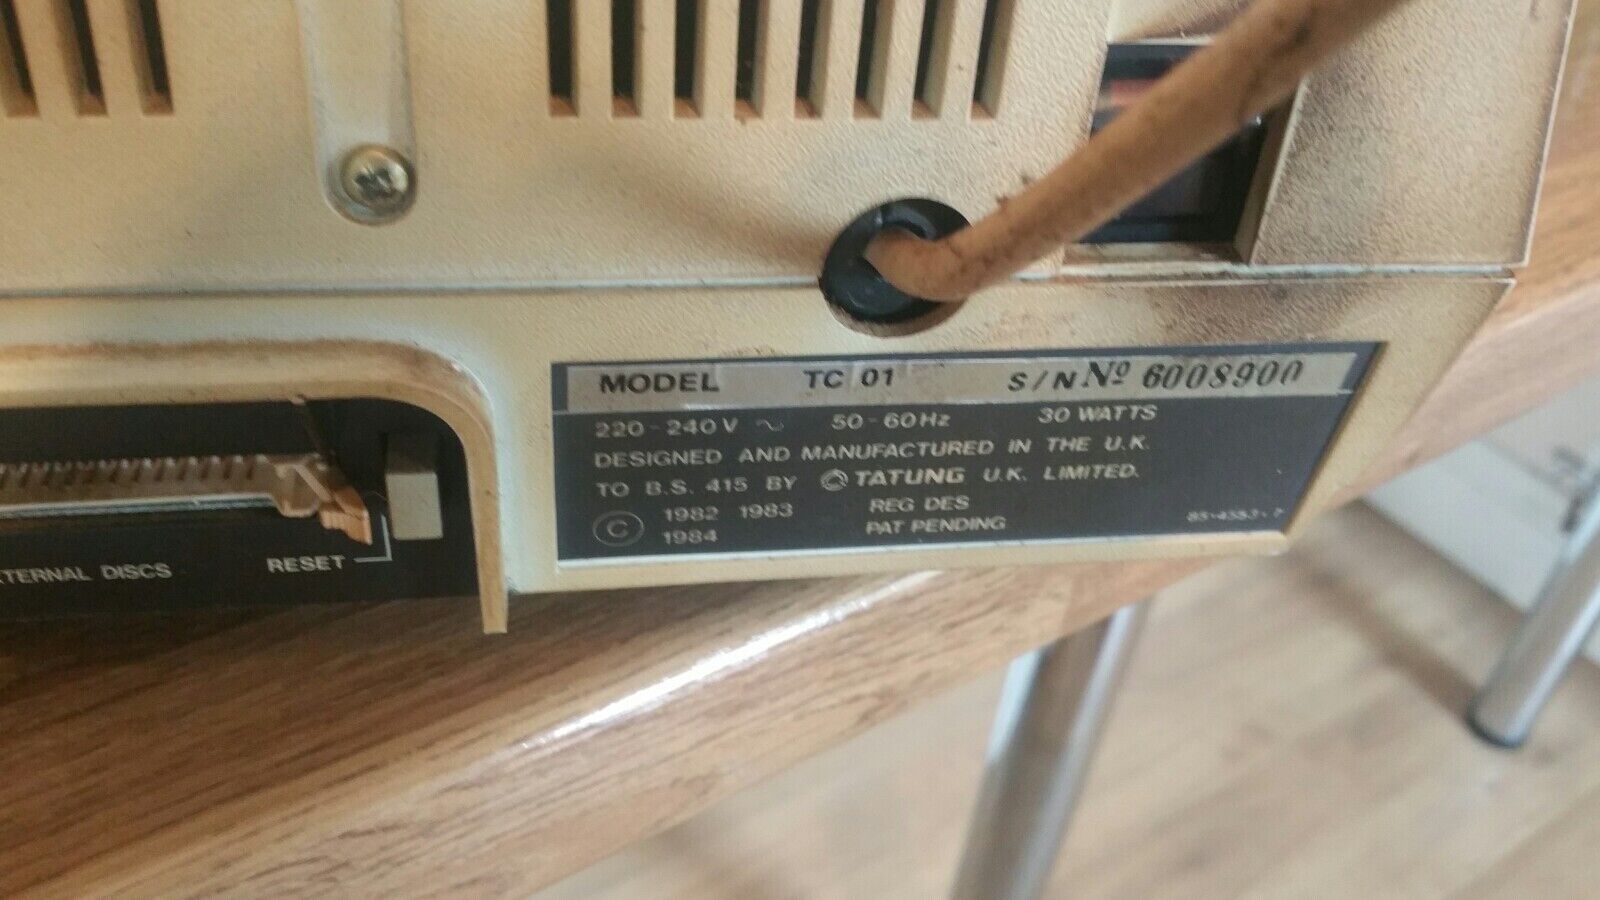 MODEL TC 01 S/N Nº 6008900
220-240V ~ 50-60Hz 30 WATTS
DESIGNED AND MANUFACTURED IN THE U.K.
TO B.S. 415 BY TATUNG U.K. LIMITED.
© 1982 1983 REG DES
1984 PAT PENDING
RESET
DISCS